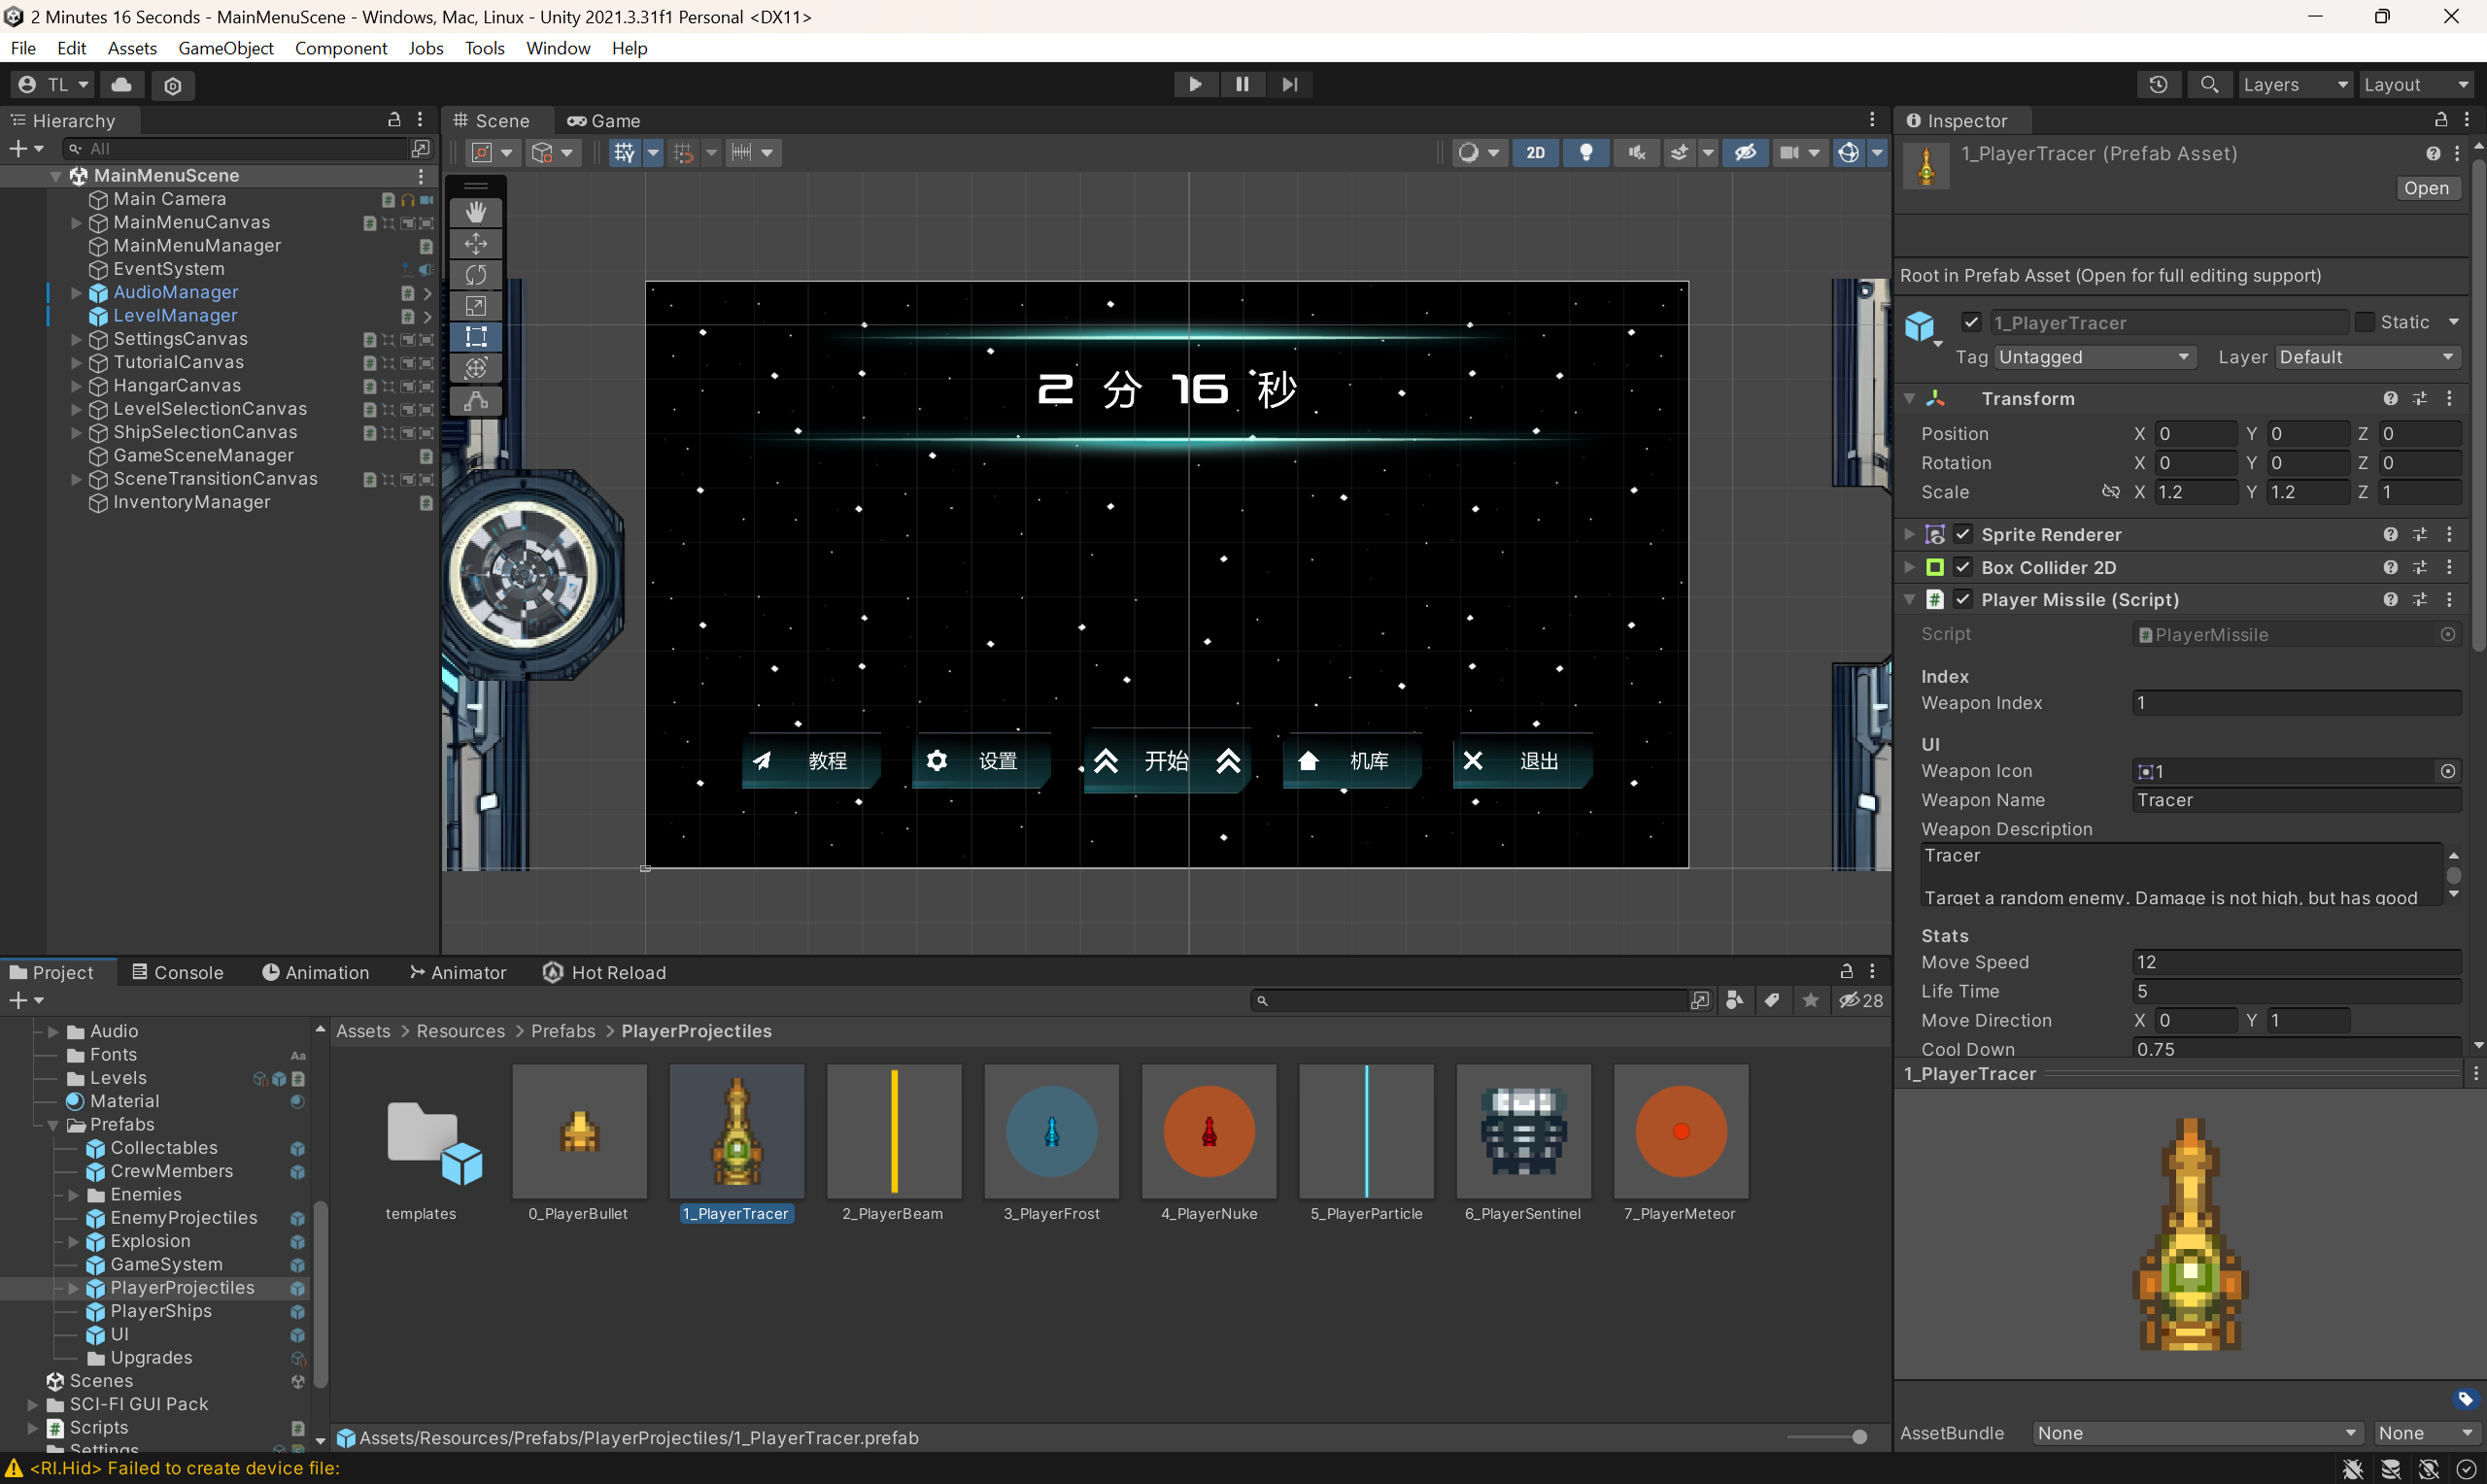 2 Minutes 16 Seconds - MainMenuScene - Windows, Mac, Linux - Unity 2021.3.31f1 Personal <DX11>
File Edit Assets GameObject Component Jobs Tools Window Help
TL Layers Layout
Hierarchy
All
MainMenuScene
Main Camera
MainMenuCanvas
MainMenuManager
EventSystem
AudioManager
LevelManager
SettingsCanvas
TutorialCanvas
HangarCanvas
LevelSelectionCanvas
ShipSelectionCanvas
GameSceneManager
SceneTransitionCanvas
InventoryManager
Scene Game
2D
2 分 16 秒
教程 设置 开始 机库 退出
Inspector
1_PlayerTracer (Prefab Asset)
Open
Root in Prefab Asset (Open for full editing support)
1_PlayerTracer Static
Tag Untagged Layer Default
Transform
Position X 0 Y 0 Z 0
Rotation X 0 Y 0 Z 0
Scale X 1.2 Y 1.2 Z 1
Sprite Renderer
Box Collider 2D
Player Missile (Script)
Script PlayerMissile
Index
Weapon Index 1
UI
Weapon Icon 1
Weapon Name Tracer
Weapon Description
Tracer
Target a random enemy. Damage is not high, but has good
Stats
Move Speed 12
Life Time 5
Move Direction X 0 Y 1
Cool Down 0.75
1_PlayerTracer
AssetBundle None None
Project Console Animation Animator Hot Reload
28
Audio
Fonts Aa
Levels
Material
Prefabs
Collectables
CrewMembers
Enemies
EnemyProjectiles
Explosion
GameSystem
PlayerProjectiles
PlayerShips
UI
Upgrades
Scenes
SCI-FI GUI Pack
Scripts
Settings
Assets > Resources > Prefabs > PlayerProjectiles
templates 0_PlayerBullet 1_PlayerTracer 2_PlayerBeam 3_PlayerFrost 4_PlayerNuke 5_PlayerParticle 6_PlayerSentinel 7_PlayerMeteor
Assets/Resources/Prefabs/PlayerProjectiles/1_PlayerTracer.prefab
<RI.Hid> Failed to create device file: